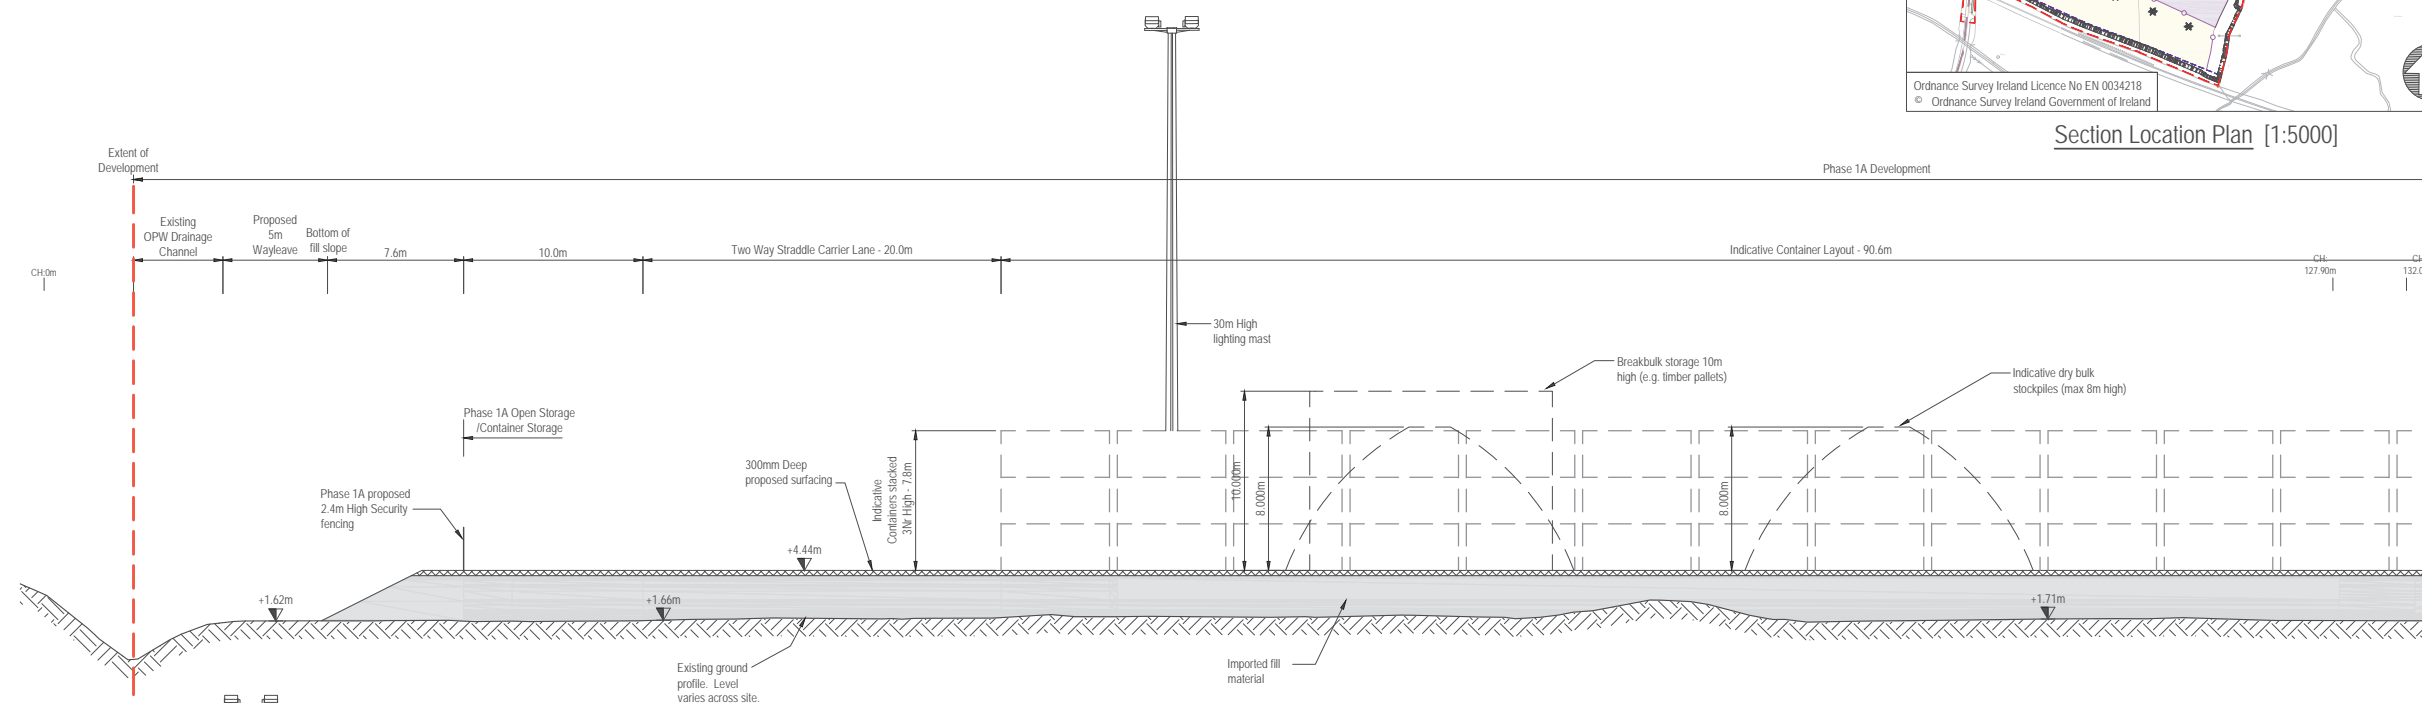 Ordnance Survey Ireland Licence No EN 0034218
© Ordnance Survey Ireland Government of Ireland
Section Location Plan [1:5000]
Extent of
Development
Phase 1A Development
Existing
OPW Drainage
Channel
Proposed
5m
Wayleave
Bottom of
fill slope
7.6m
10.0m
Two Way Straddle Carrier Lane - 20.0m
Indicative Container Layout - 90.6m
CH:0m
CH:
127.90m
30m High
lighting mast
Breakbulk storage 10m
high (e.g. timber pallets)
Indicative dry bulk
stockpiles (max 8m high)
Phase 1A Open Storage
/Container Storage
300mm Deep
proposed surfacing
Indicative
Containers stacked
3Nr High - 7.8m
10.000m
8.000m
8.000m
Phase 1A proposed
2.4m High Security
fencing
+4.44m
+1.62m
+1.66m
+1.71m
Existing ground
profile. Level
varies across site.
Imported fill
material